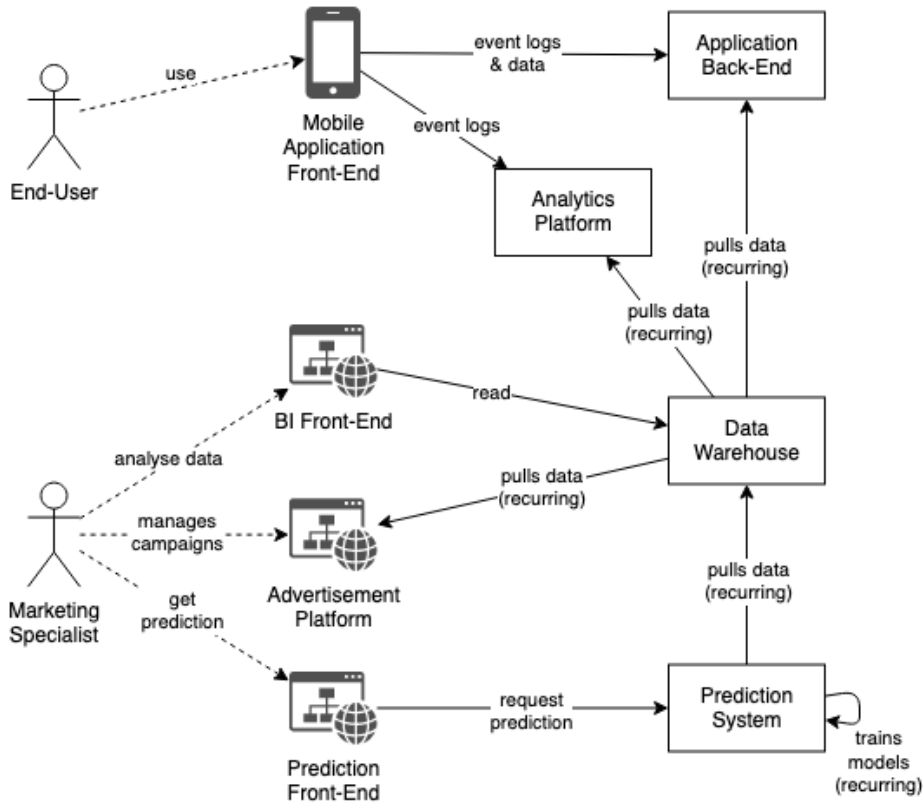 use
End-User
Mobile
Application
Front-End
event logs
& data
Application
Back-End
event logs
Analytics
Platform
pulls data
(recurring)
pulls data
(recurring)
BI Front-End
read
Data
Warehouse
analyse data
pulls data
(recurring)
manages
campaigns
Advertisement
Platform
Marketing
Specialist
get
prediction
pulls data
(recurring)
Prediction
Front-End
request
prediction
Prediction
System
trains
models
(recurring)